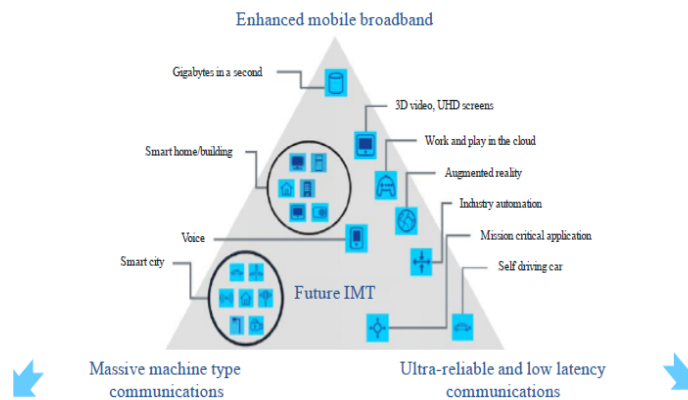 Enhanced mobile broadband
Gigabytes in a second
3D video, UHD screens
Smart home/building
Work and play in the cloud
Augmented reality
Industry automation
Voice
Mission critical application
Smart city
Self driving car
Future IMT
Massive machine type
communications
Ultra-reliable and low latency
communications